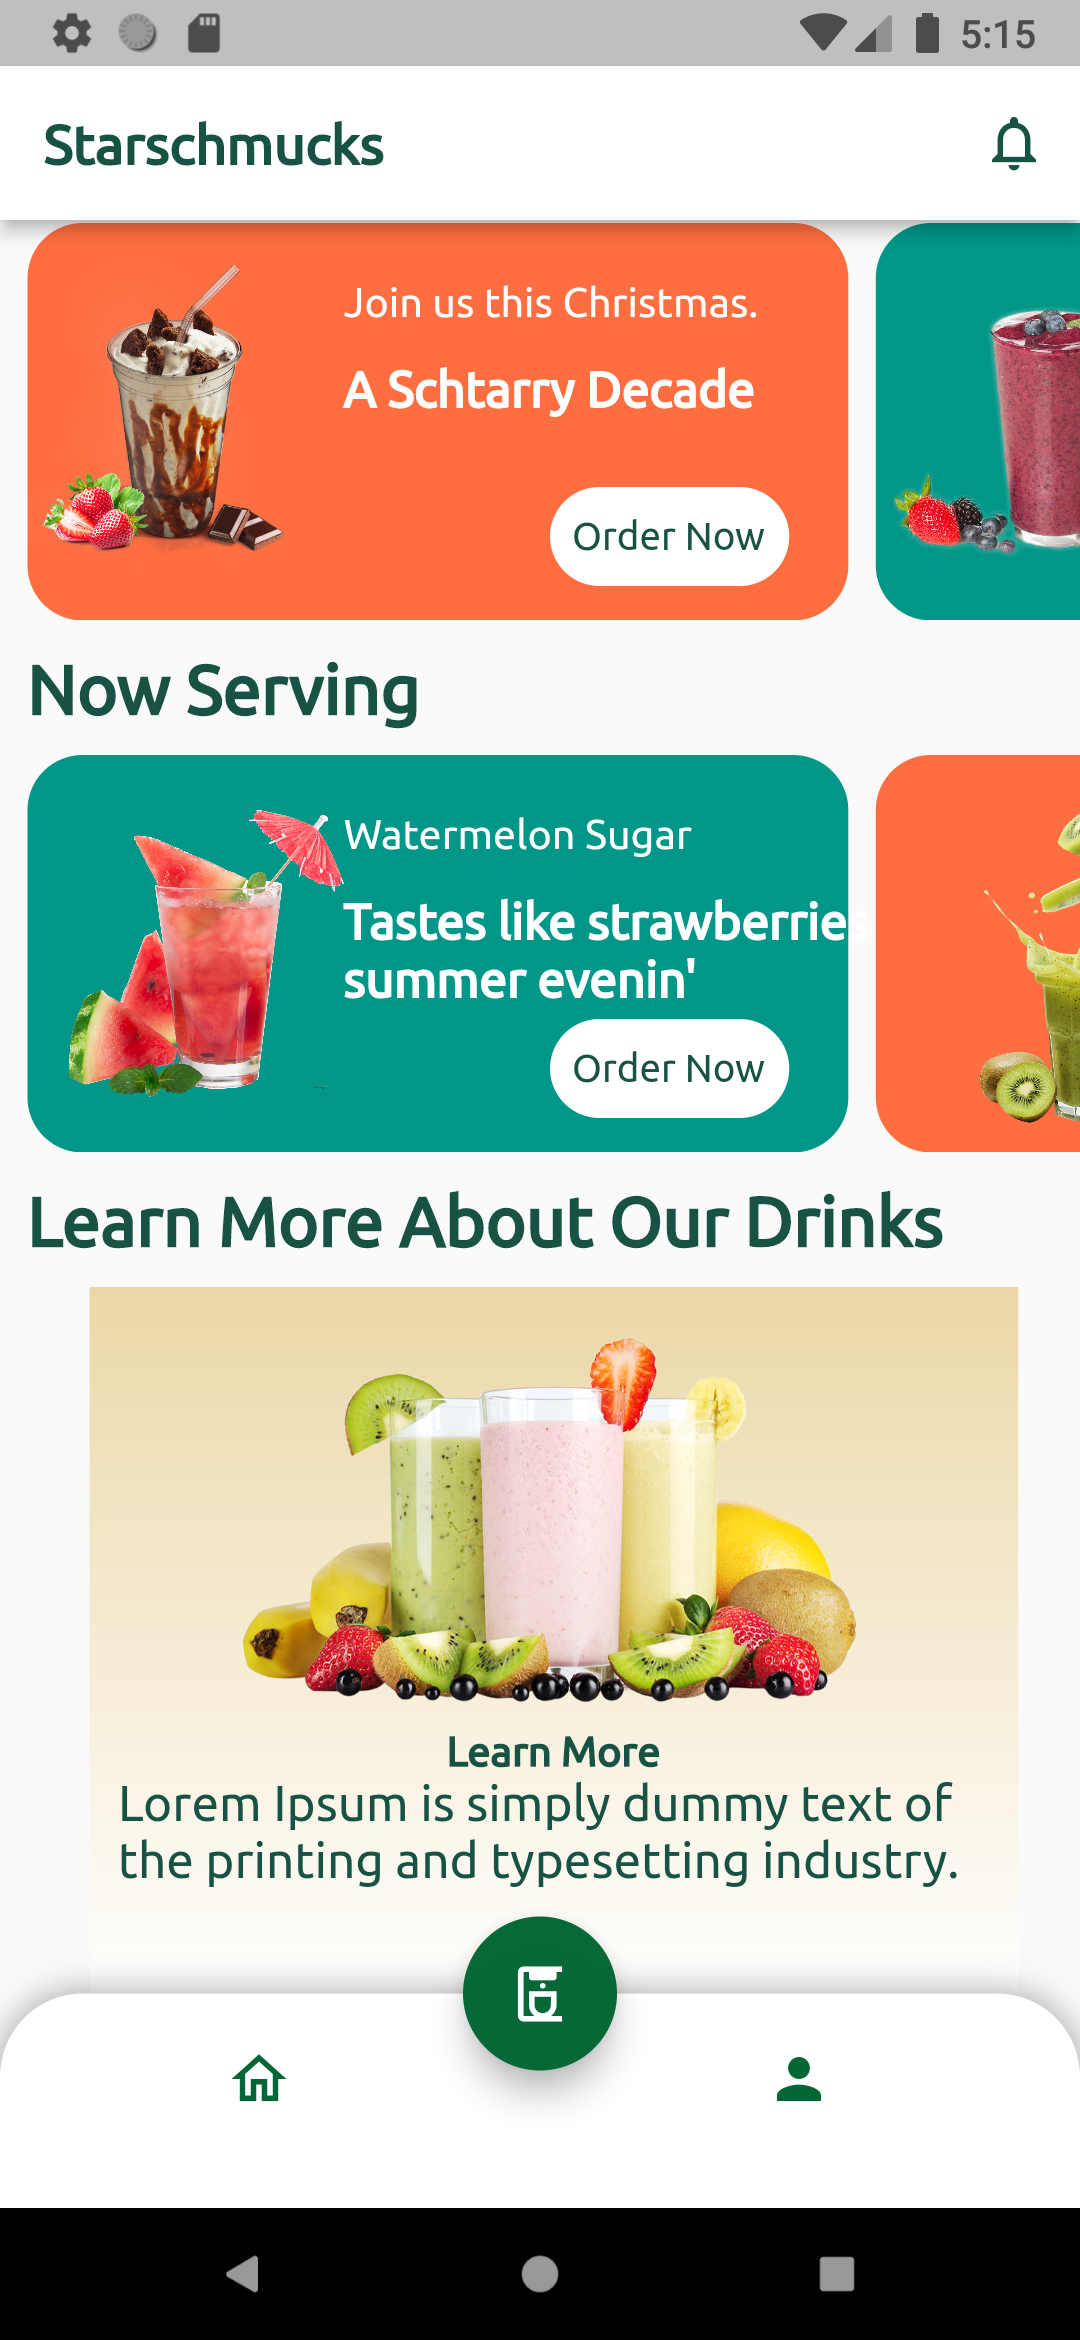 5:15
Starschmucks
Join us this Christmas.
A Schtarry Decade
Order Now
Now Serving
Watermelon Sugar
Tastes like strawberries
summer evenin'
Order Now
Learn More About Our Drinks
Learn More
Lorem Ipsum is simply dummy text of
the printing and typesetting industry.